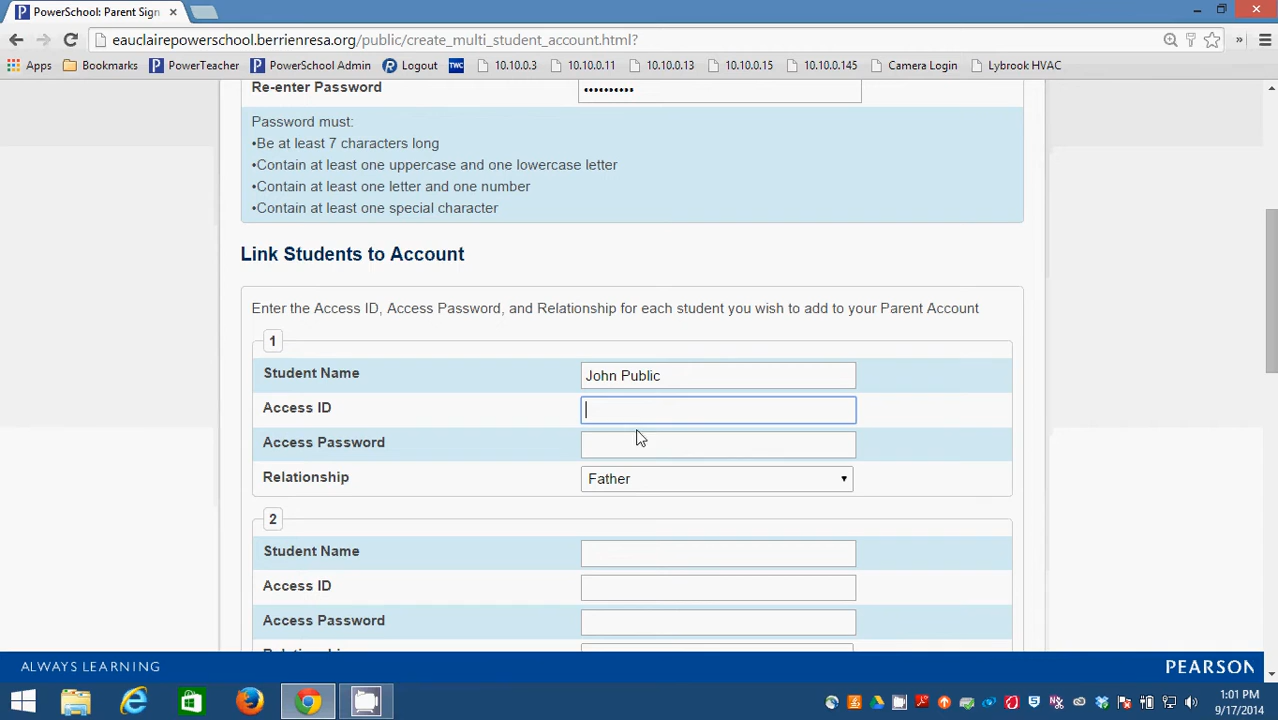 PowerSchool: Parent Sign
eauclairepowerschool.berrienresa.org/public/create_multi_student_account.html?
Apps Bookmarks PowerTeacher PowerSchool Admin Logout TWC 10.10.0.3 10.10.0.11 10.10.0.13 10.10.0.15 10.10.0.145 Camera Login Lybrook HVAC
Re-enter Password ••••••••••
Password must:
•Be at least 7 characters long
•Contain at least one uppercase and one lowercase letter
•Contain at least one letter and one number
•Contain at least one special character
Link Students to Account
Enter the Access ID, Access Password, and Relationship for each student you wish to add to your Parent Account
1
Student Name John Public
Access ID
Access Password
Relationship Father
2
Student Name
Access ID
Access Password
ALWAYS LEARNING PEARSON
1:01 PM
9/17/2014